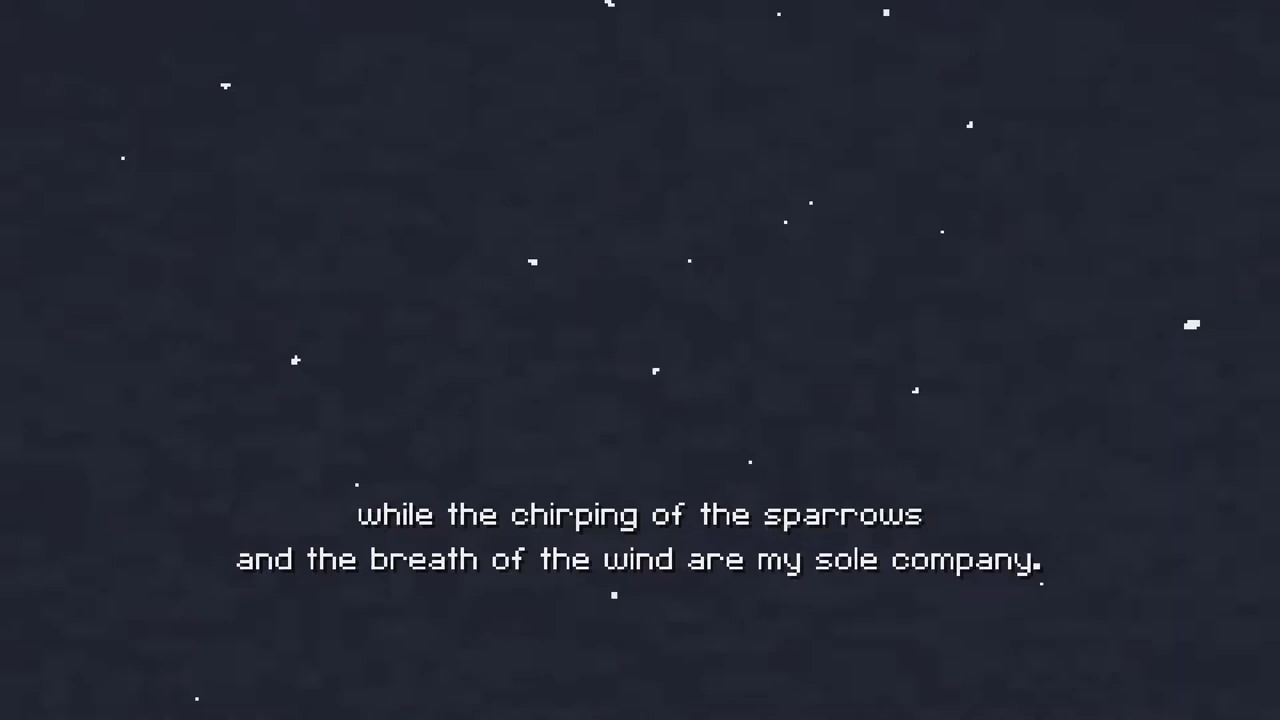 while the chirping of the sparrows
and the breath of the wind are my sole company.